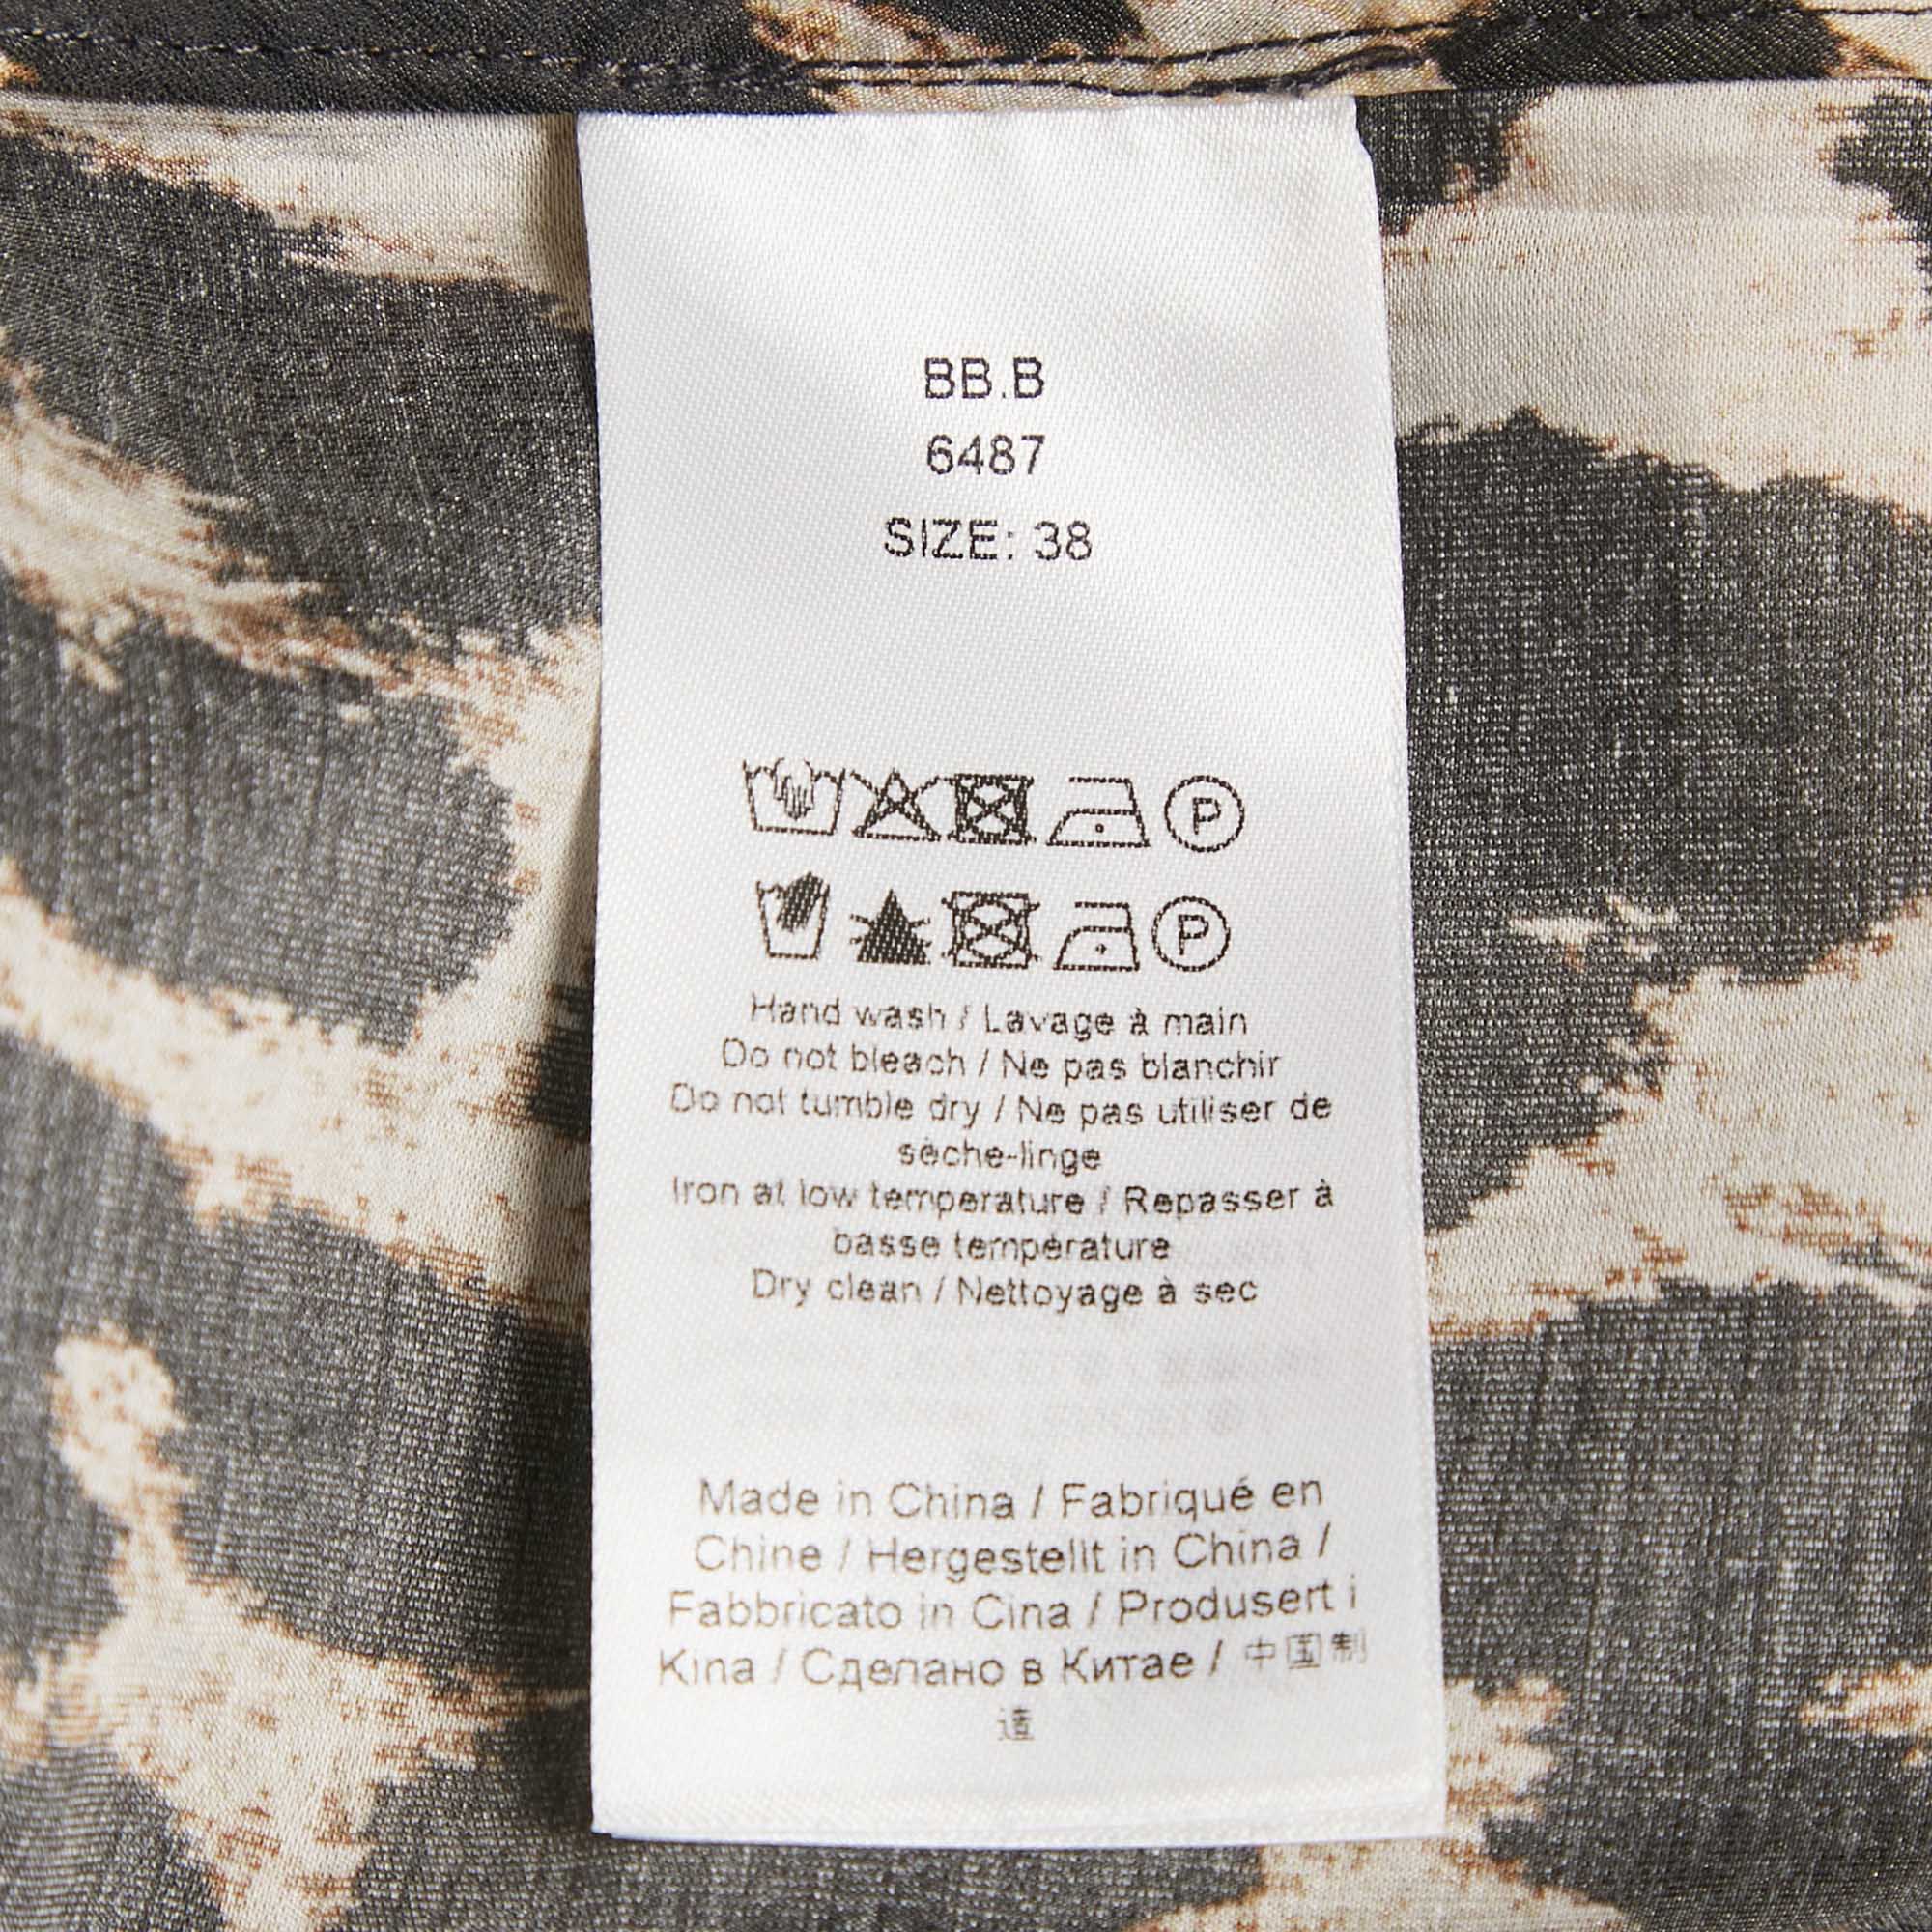 BB.B
6487
SIZE: 38
P
P
Hand wash / Lavage à main
Do not bleach / Ne pas blanchir
Do not tumble dry / Ne pas utiliser de
sèche-linge
Iron at low temperature / Repasser à
basse température
Dry clean / Nettoyage à sec
Made in China / Fabriqué en
Chine / Hergestellt in China /
Fabbricato in Cina / Produsert i
Kina / Сделано в Китае / 中国制
造